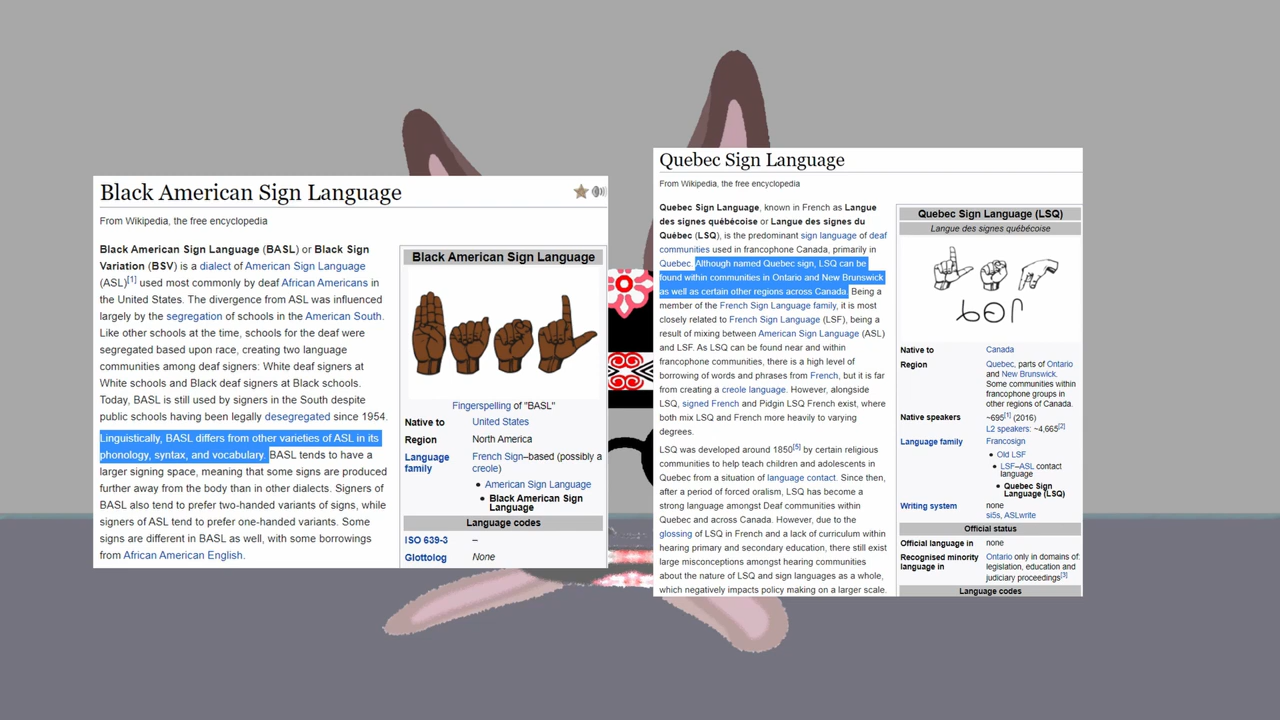 Black American Sign Language
From Wikipedia, the free encyclopedia
Black American Sign Language (BASL) or Black Sign
Variation (BSV) is a dialect of American Sign Language
(ASL)[1] used most commonly by deaf African Americans in
the United States. The divergence from ASL was influenced
largely by the segregation of schools in the American South.
Like other schools at the time, schools for the deaf were
segregated based upon race, creating two language
communities among deaf signers: White deaf signers at
White schools and Black deaf signers at Black schools.
Today, BASL is still used by signers in the South despite
public schools having been legally desegregated since 1954.
Linguistically, BASL differs from other varieties of ASL in its
phonology, syntax, and vocabulary. BASL tends to have a
larger signing space, meaning that some signs are produced
further away from the body than in other dialects. Signers of
BASL also tend to prefer two-handed variants of signs, while
signers of ASL tend to prefer one-handed variants. Some
signs are different in BASL as well, with some borrowings
from African American English.
Black American Sign Language
Fingerspelling of "BASL"
Native to United States
Region North America
Language French Sign–based (possibly a
family creole)
• American Sign Language
• Black American Sign
Language
Language codes
ISO 639-3 –
Glottolog None
Quebec Sign Language
From Wikipedia, the free encyclopedia
Quebec Sign Language, known in French as Langue
des signes québécoise or Langue des signes du
Québec (LSQ), is the predominant sign language of deaf
communities used in francophone Canada, primarily in
Quebec. Although named Quebec sign, LSQ can be
found within communities in Ontario and New Brunswick
as well as certain other regions across Canada. Being a
member of the French Sign Language family, it is most
closely related to French Sign Language (LSF), being a
result of mixing between American Sign Language (ASL)
and LSF. As LSQ can be found near and within
francophone communities, there is a high level of
borrowing of words and phrases from French, but it is far
from creating a creole language. However, alongside
LSQ, signed French and Pidgin LSQ French exist, where
both mix LSQ and French more heavily to varying
degrees.
LSQ was developed around 1850[5] by certain religious
communities to help teach children and adolescents in
Quebec from a situation of language contact. Since then,
after a period of forced oralism, LSQ has become a
strong language amongst Deaf communities within
Quebec and across Canada. However, due to the
glossing of LSQ in French and a lack of curriculum within
hearing primary and secondary education, there still exist
large misconceptions amongst hearing communities
about the nature of LSQ and sign languages as a whole,
which negatively impacts policy making on a larger scale.
Quebec Sign Language (LSQ)
Langue des signes québécoise
Native to Canada
Region Quebec, parts of Ontario
and New Brunswick.
Some communities within
francophone groups in
other regions of Canada.
Native speakers ~695[1] (2016)
L2 speakers: ~4,665[2]
Language family Francosign
• Old LSF
• LSF–ASL contact
language
• Quebec Sign
Language (LSQ)
Writing system none
si5s, ASLwrite
Official status
Official language in none
Recognised minority Ontario only in domains of:
language in legislation, education and
judiciary proceedings[3]
Language codes